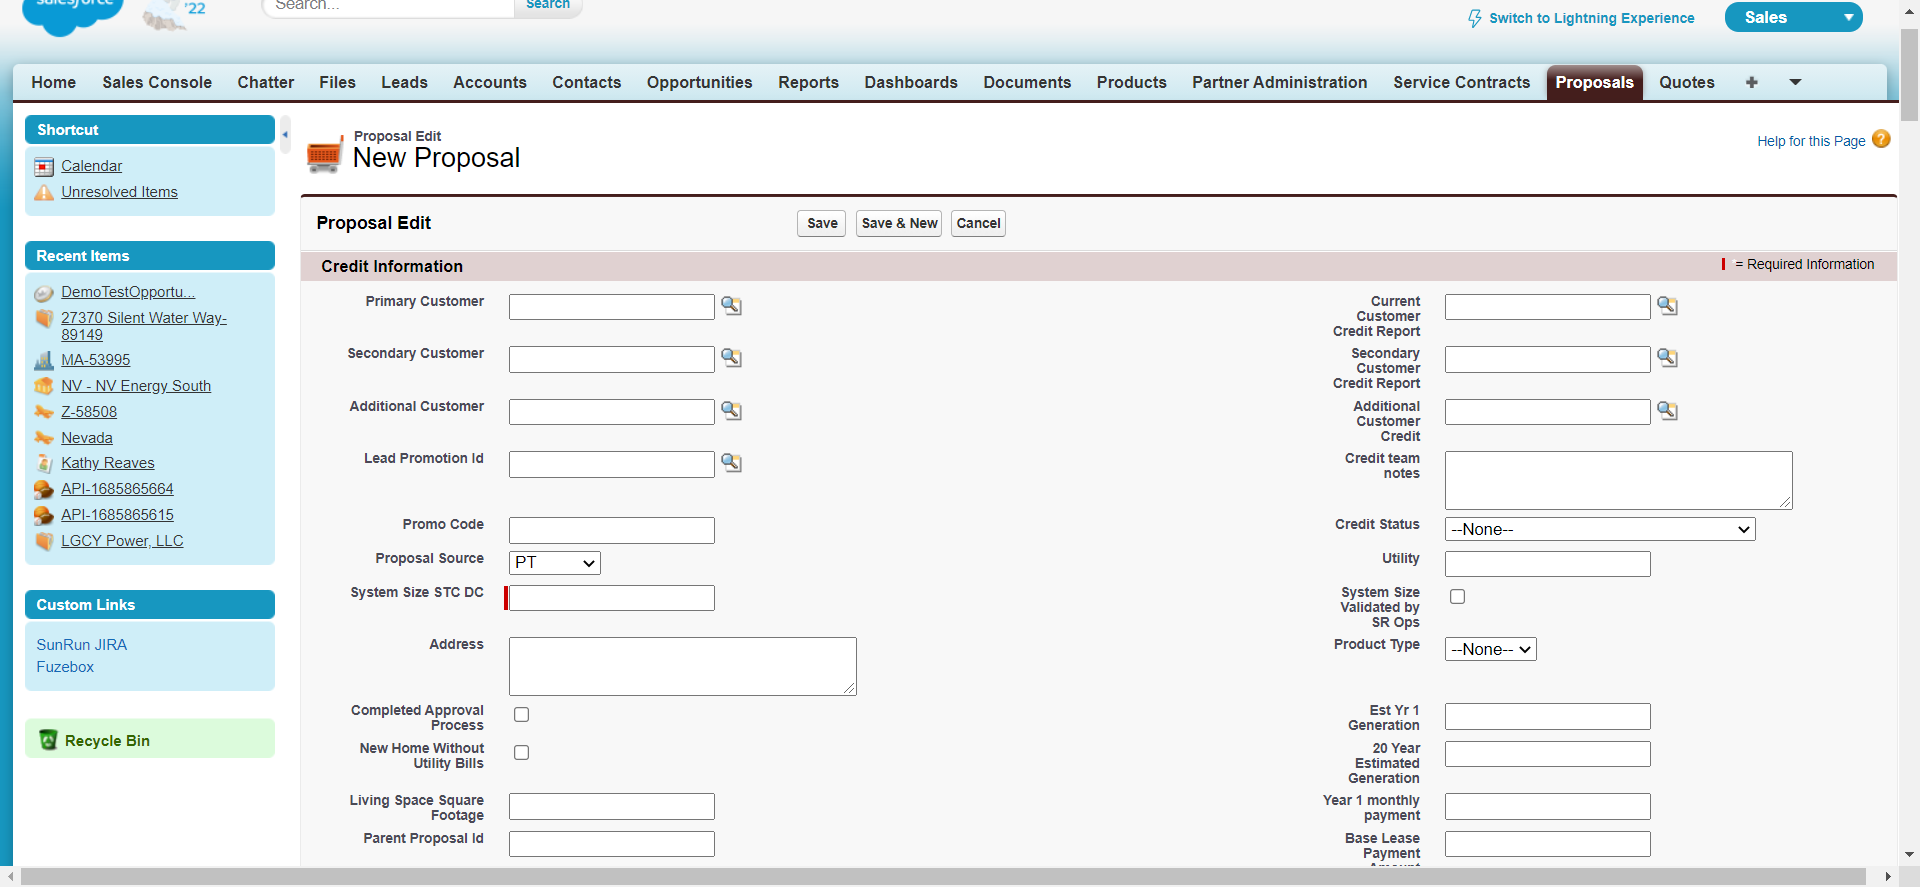 salesforce
'22
Search...
Search
Switch to Lightning Experience
Sales
Home Sales Console Chatter Files Leads Accounts Contacts Opportunities Reports Dashboards Documents Products Partner Administration Service Contracts Proposals Quotes
Shortcut
Calendar
Unresolved Items
Recent Items
DemoTestOpportu...
27370 Silent Water Way-
89149
MA-53995
NV - NV Energy South
Z-58508
Nevada
Kathy Reaves
API-1685865664
API-1685865615
LGCY Power, LLC
Custom Links
SunRun JIRA
Fuzebox
Recycle Bin
Proposal Edit
New Proposal
Help for this Page
Proposal Edit
Save
Save & New
Cancel
Credit Information
= Required Information
Primary Customer
Current
Customer
Credit Report
Secondary Customer
Secondary
Customer
Credit Report
Additional Customer
Additional
Customer
Credit
Lead Promotion Id
Credit team
notes
Promo Code
Credit Status
--None--
Proposal Source
PT
Utility
System Size STC DC
System Size
Validated by
SR Ops
Address
Product Type
--None--
Completed Approval
Process
Est Yr 1
Generation
New Home Without
Utility Bills
20 Year
Estimated
Generation
Living Space Square
Footage
Year 1 monthly
payment
Parent Proposal Id
Base Lease
Payment
Amount